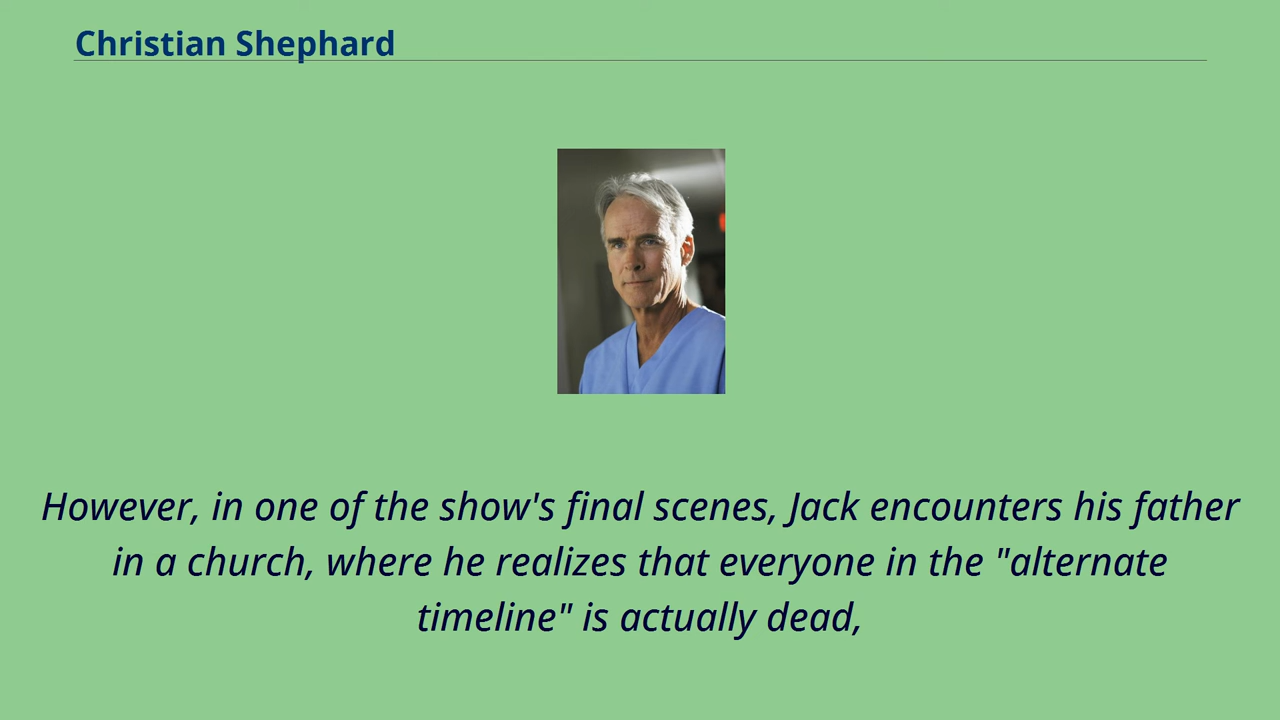 Christian Shephard
However, in one of the show's final scenes, Jack encounters his father
in a church, where he realizes that everyone in the "alternate
timeline" is actually dead,